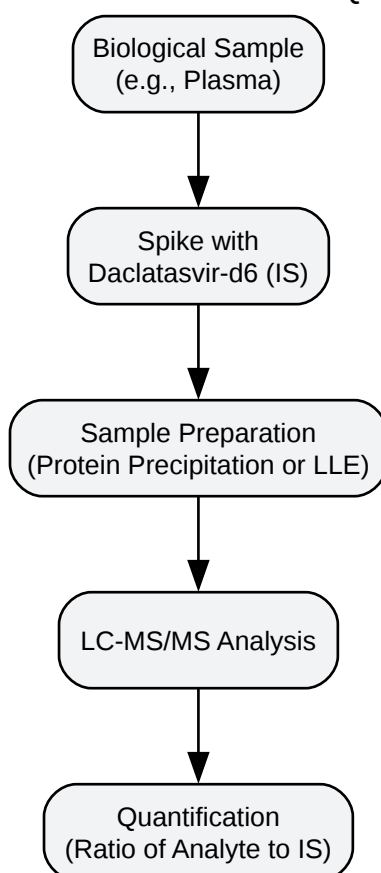 Biological Sample
(e.g., Plasma)
Spike with
Daclatasvir-d6 (IS)
Sample Preparation
(Protein Precipitation or LLE)
LC-MS/MS Analysis
Quantification
(Ratio of Analyte to IS)